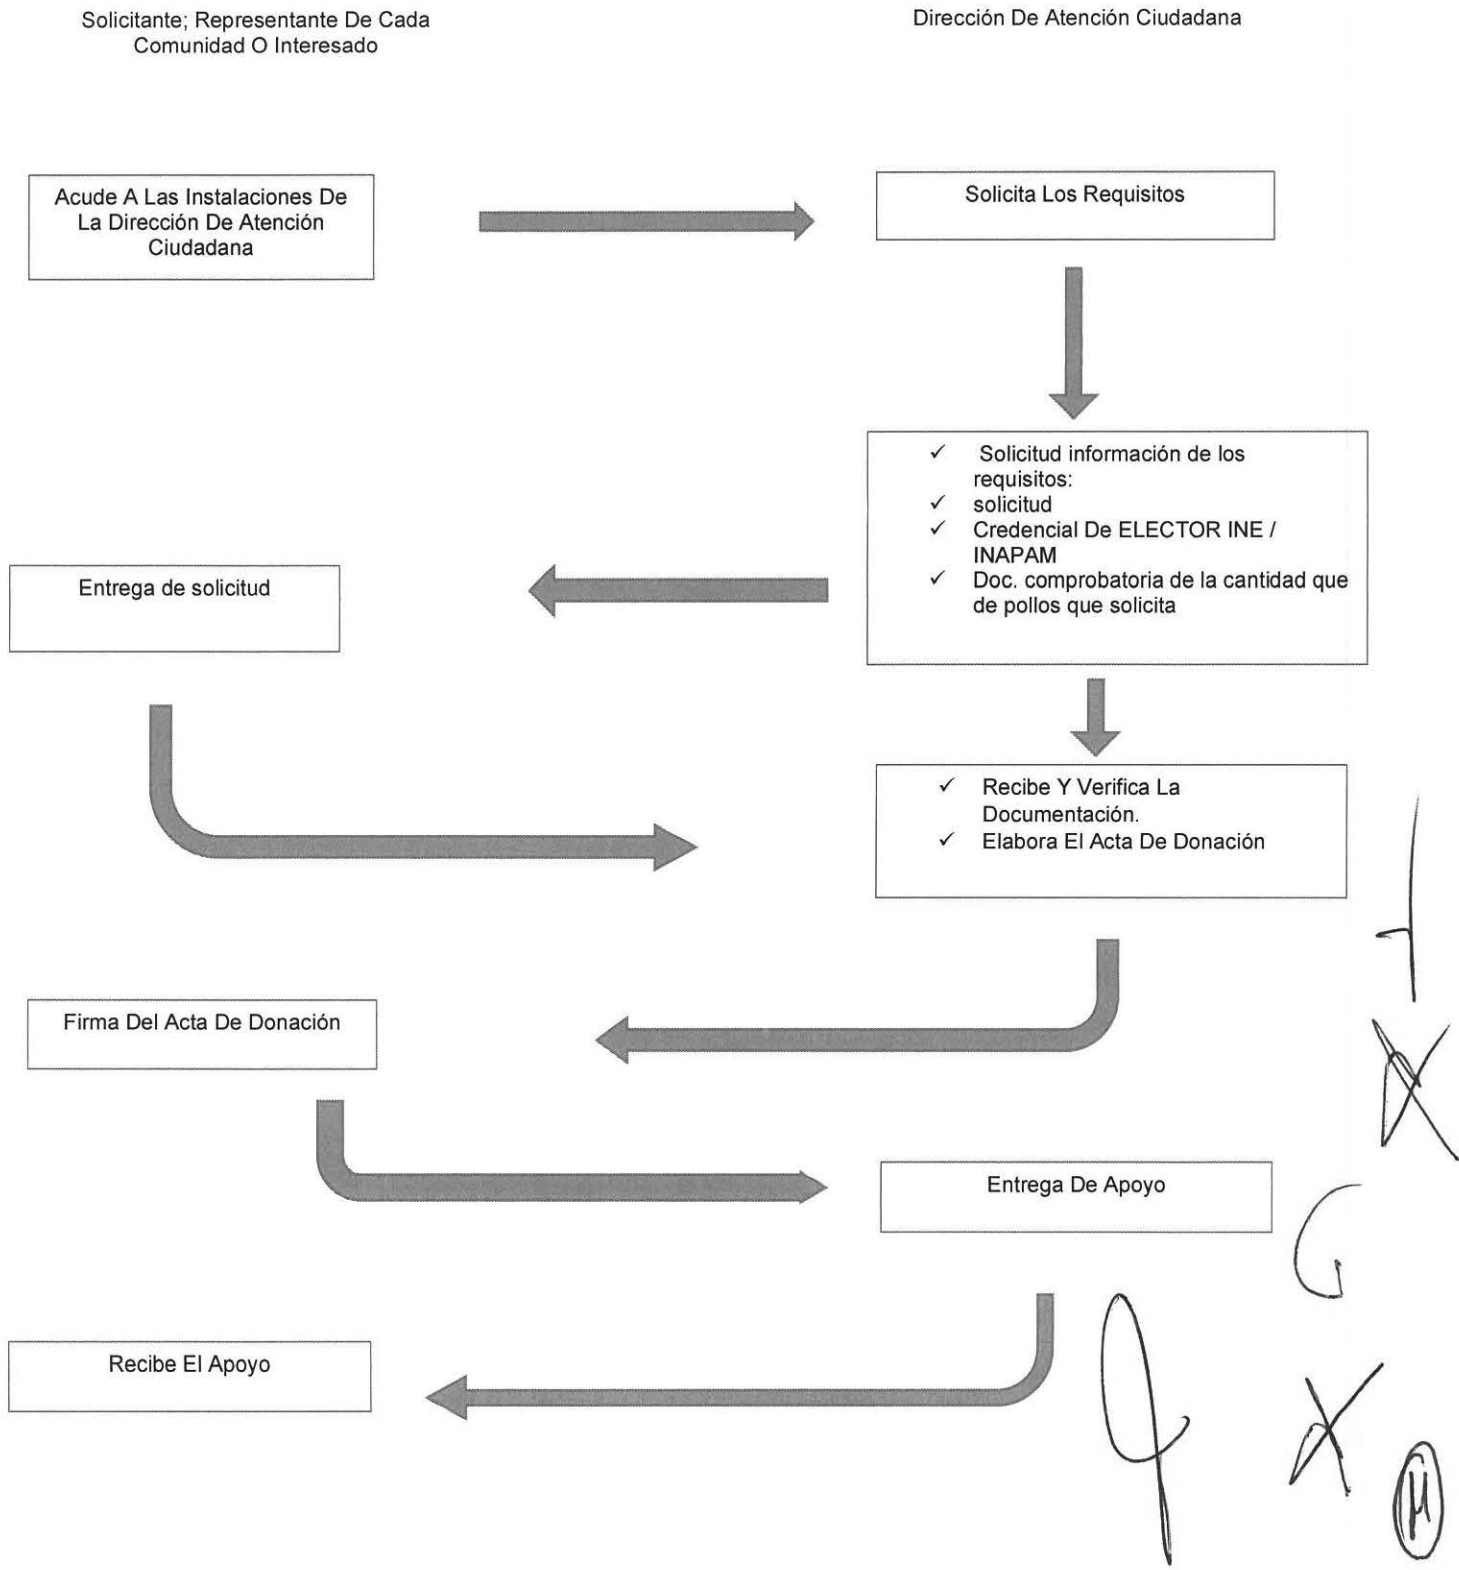 Solicitante; Representante De Cada
Comunidad O Interesado
Dirección De Atención Ciudadana
Acude A Las Instalaciones De
La Dirección De Atención
Ciudadana
Solicita Los Requisitos
Solicitud información de los
requisitos:
solicitud
Credencial De ELECTOR INE /
INAPAM
Doc. comprobatoria de la cantidad que
de pollos que solicita
Entrega de solicitud
Recibe Y Verifica La
Documentación.
Elabora El Acta De Donación
Firma Del Acta De Donación
Entrega De Apoyo
Recibe El Apoyo